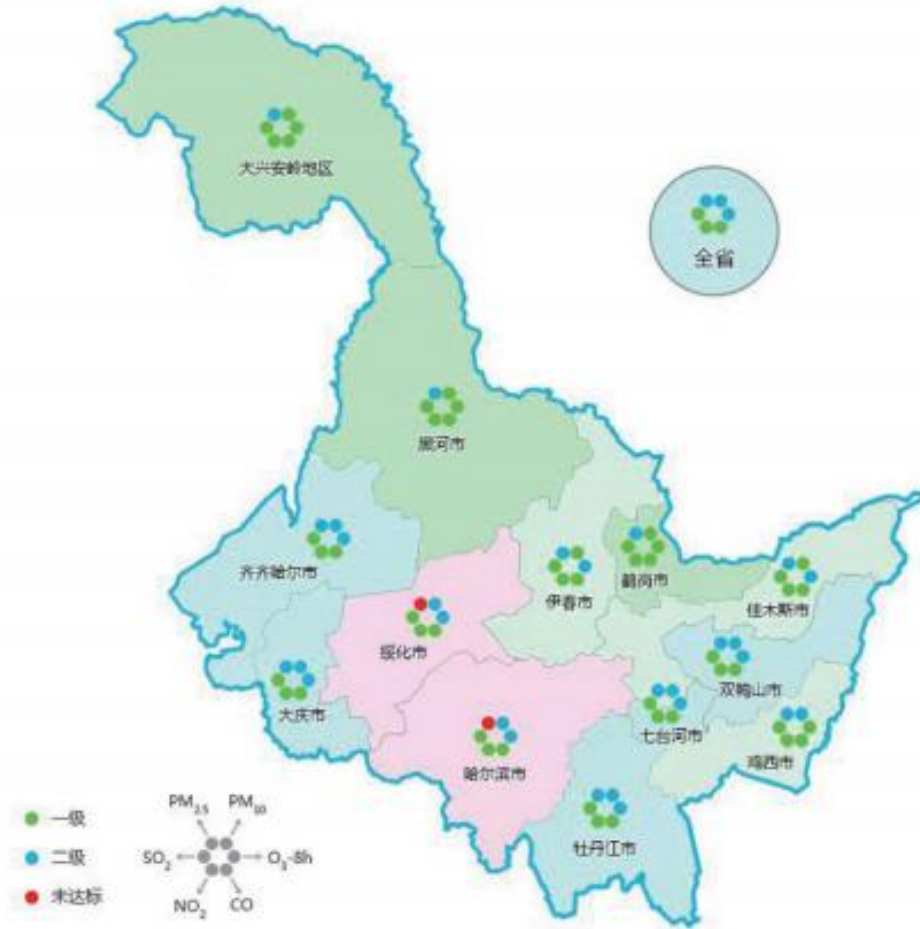 大兴安岭地区
全省
黑河市
齐齐哈尔市
伊春市
鹤岗市
佳木斯市
绥化市
双鸭山市
大庆市
七台河市
鸡西市
哈尔滨市
牡丹江市
一级
二级
未达标
PM2.5 PM10
SO2 O3-8h
NO2 CO